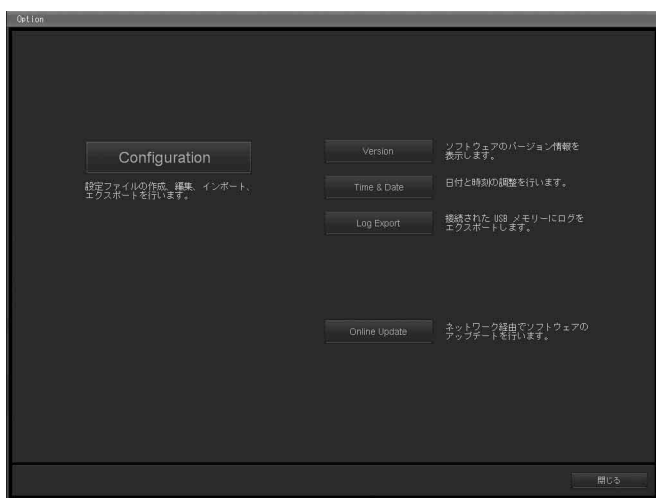 Option
Configuration
設定ファイルの作成、編集、インポート、
エクスポートを行います。
Version
ソフトウェアのバージョン情報を
表示します。
Time & Date
日付と時刻の調整を行います。
Log Export
接続された USB メモリーにログを
エクスポートします。
Online Update
ネットワーク経由でソフトウェアの
アップデートを行います。
閉じる